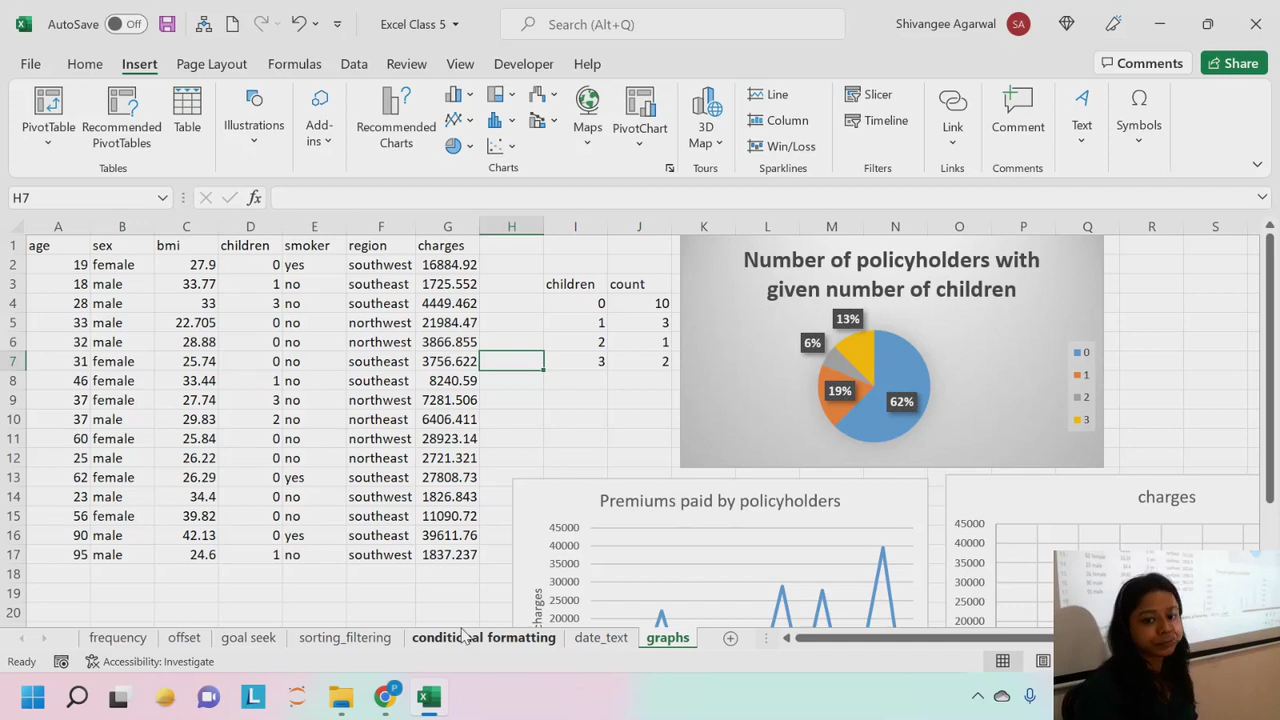 AutoSave Off Excel Class 5 Search (Alt+Q) Shivangee Agarwal SA
File Home Insert Page Layout Formulas Data Review View Developer Help Comments Share
PivotTable Recommended PivotTables Table Illustrations Add-ins Recommended Charts Maps PivotChart 3D Map Line Column Win/Loss Slicer Timeline Link Comment Text Symbols
Tables Charts Tours Sparklines Filters Links Comments
H7 fx
A B C D E F G H I J K L M N O P Q R S
1 age sex bmi children smoker region charges
2 19 female 27.9 0 yes southwest 16884.92
3 18 male 33.77 1 no southeast 1725.552 children count
4 28 male 33 3 no southeast 4449.462 0 10
5 33 male 22.705 0 no northwest 21984.47 1 3
6 32 male 28.88 0 no northwest 3866.855 2 1
7 31 female 25.74 0 no southeast 3756.622 3 2
8 46 female 33.44 1 no southeast 8240.59
9 37 female 27.74 3 no northwest 7281.506
10 37 male 29.83 2 no northeast 6406.411
11 60 female 25.84 0 no northwest 28923.14
12 25 male 26.22 0 no northeast 2721.321
13 62 female 26.29 0 yes southeast 27808.73
14 23 male 34.4 0 no southwest 1826.843
15 56 female 39.82 0 no southeast 11090.72
16 90 male 42.13 0 yes southeast 39611.76
17 95 male 24.6 1 no southwest 1837.237
18
19
20
Number of policyholders with
given number of children
13%
6%
19%
62%
0
1
2
3
Premiums paid by policyholders
45000
40000
35000
30000
25000
20000
charges
charges
45000
40000
35000
30000
25000
20000
frequency offset goal seek sorting_filtering conditional formatting date_text graphs
Ready Accessibility: Investigate